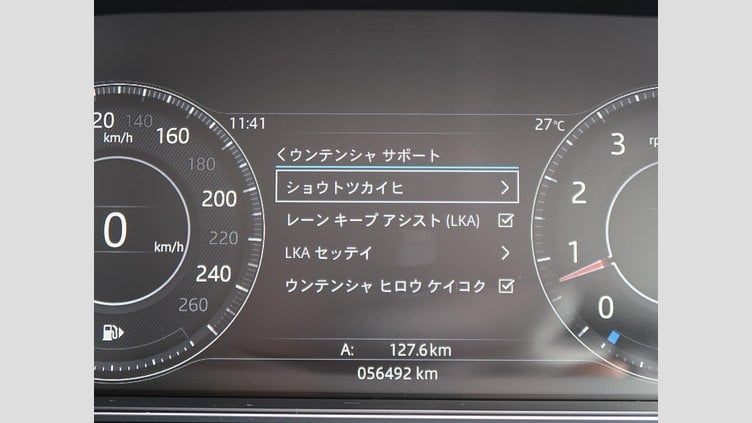 20 140 160
km/h
180
200
220
240
260
0
km/h
11:41
27℃
ウンテンシャ サポート
ショウトツカイヒ
レーン キープ アシスト (LKA)
LKA セッテイ
ウンテンシャ ヒロウ ケイコク
A: 127.6 km
056492 km
3
2
1
0